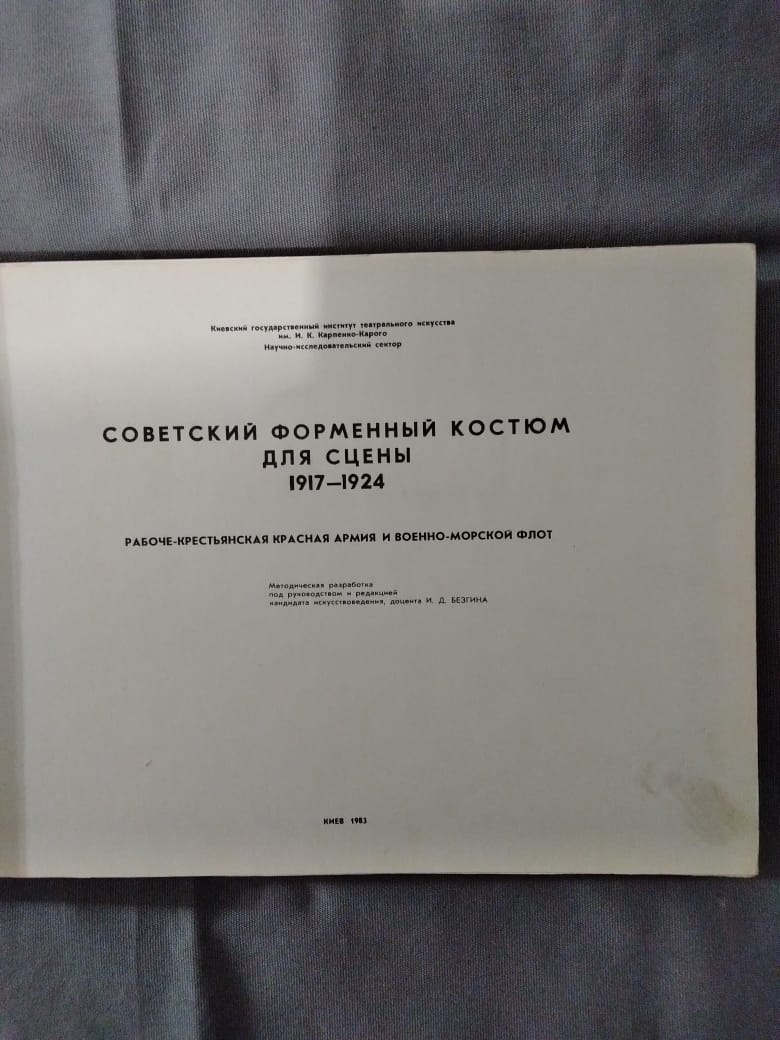 Киевский государственный институт театрального искусства
им. И. К. Карпенко-Карого
Научно-исследовательский сектор
СОВЕТСКИЙ ФОРМЕННЫЙ КОСТЮМ
ДЛЯ СЦЕНЫ
1917—1924
РАБОЧЕ-КРЕСТЬЯНСКАЯ КРАСНАЯ АРМИЯ И ВОЕННО-МОРСКОЙ ФЛОТ
Методическая разработка
под руководством и редакцией
кандидата искусствоведения, доцента И. Д. БЕЗГИНА
КИЕВ 1983